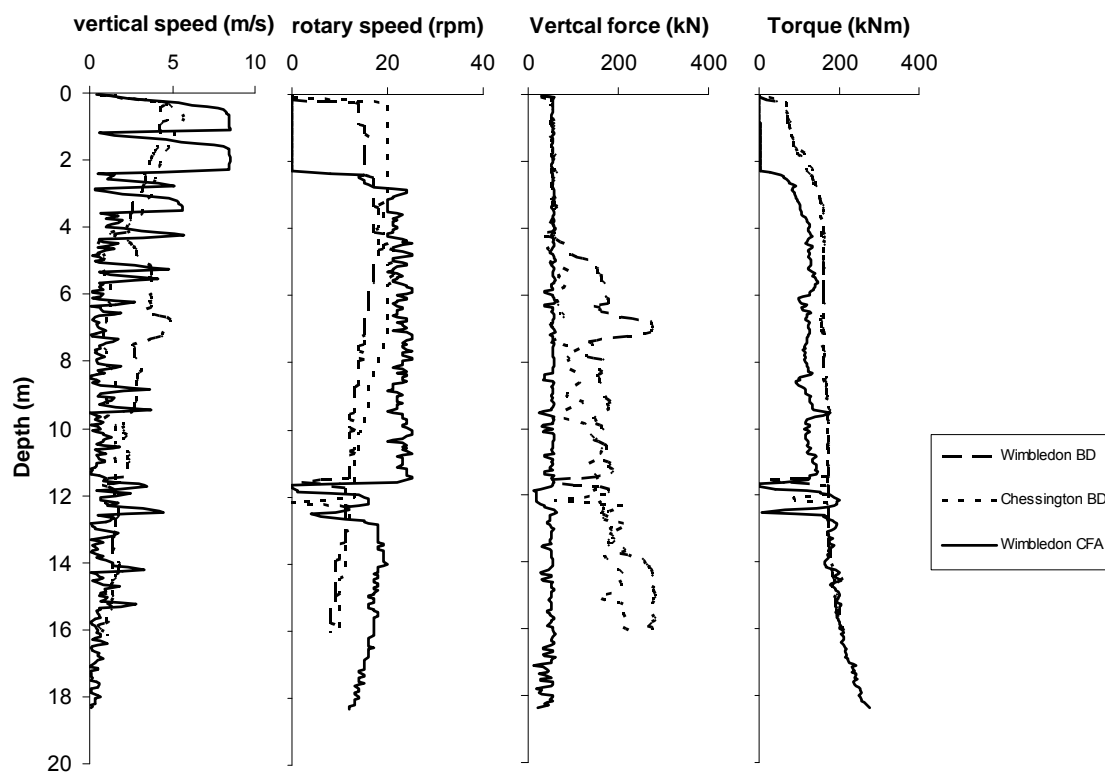 vertical speed (m/s) rotary speed (rpm) Vertcal force (kN) Torque (kNm)
0 5 10 0 20 40 0 200 400 0 200 400
0
2
4
6
8
10
12
14
16
18
20
Depth (m)
Wimbledon BD
Chessington BD
Wimbledon CFA